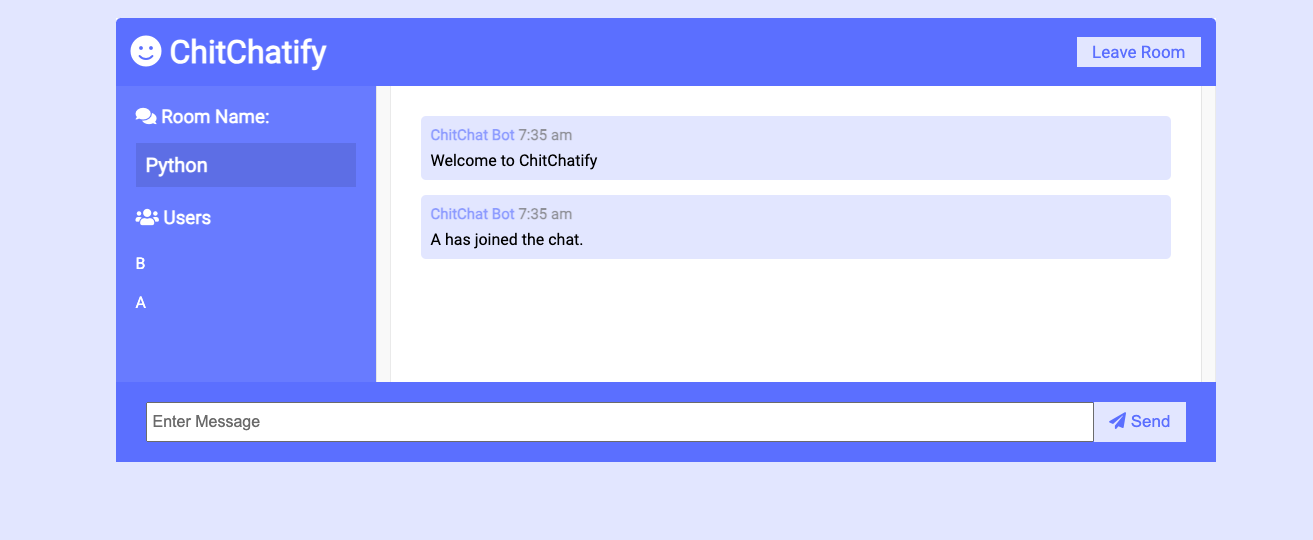 ChitChatify
Leave Room
Room Name:
Python
Users
B
A
ChitChat Bot 7:35 am
Welcome to ChitChatify
ChitChat Bot 7:35 am
A has joined the chat.
Enter Message
Send